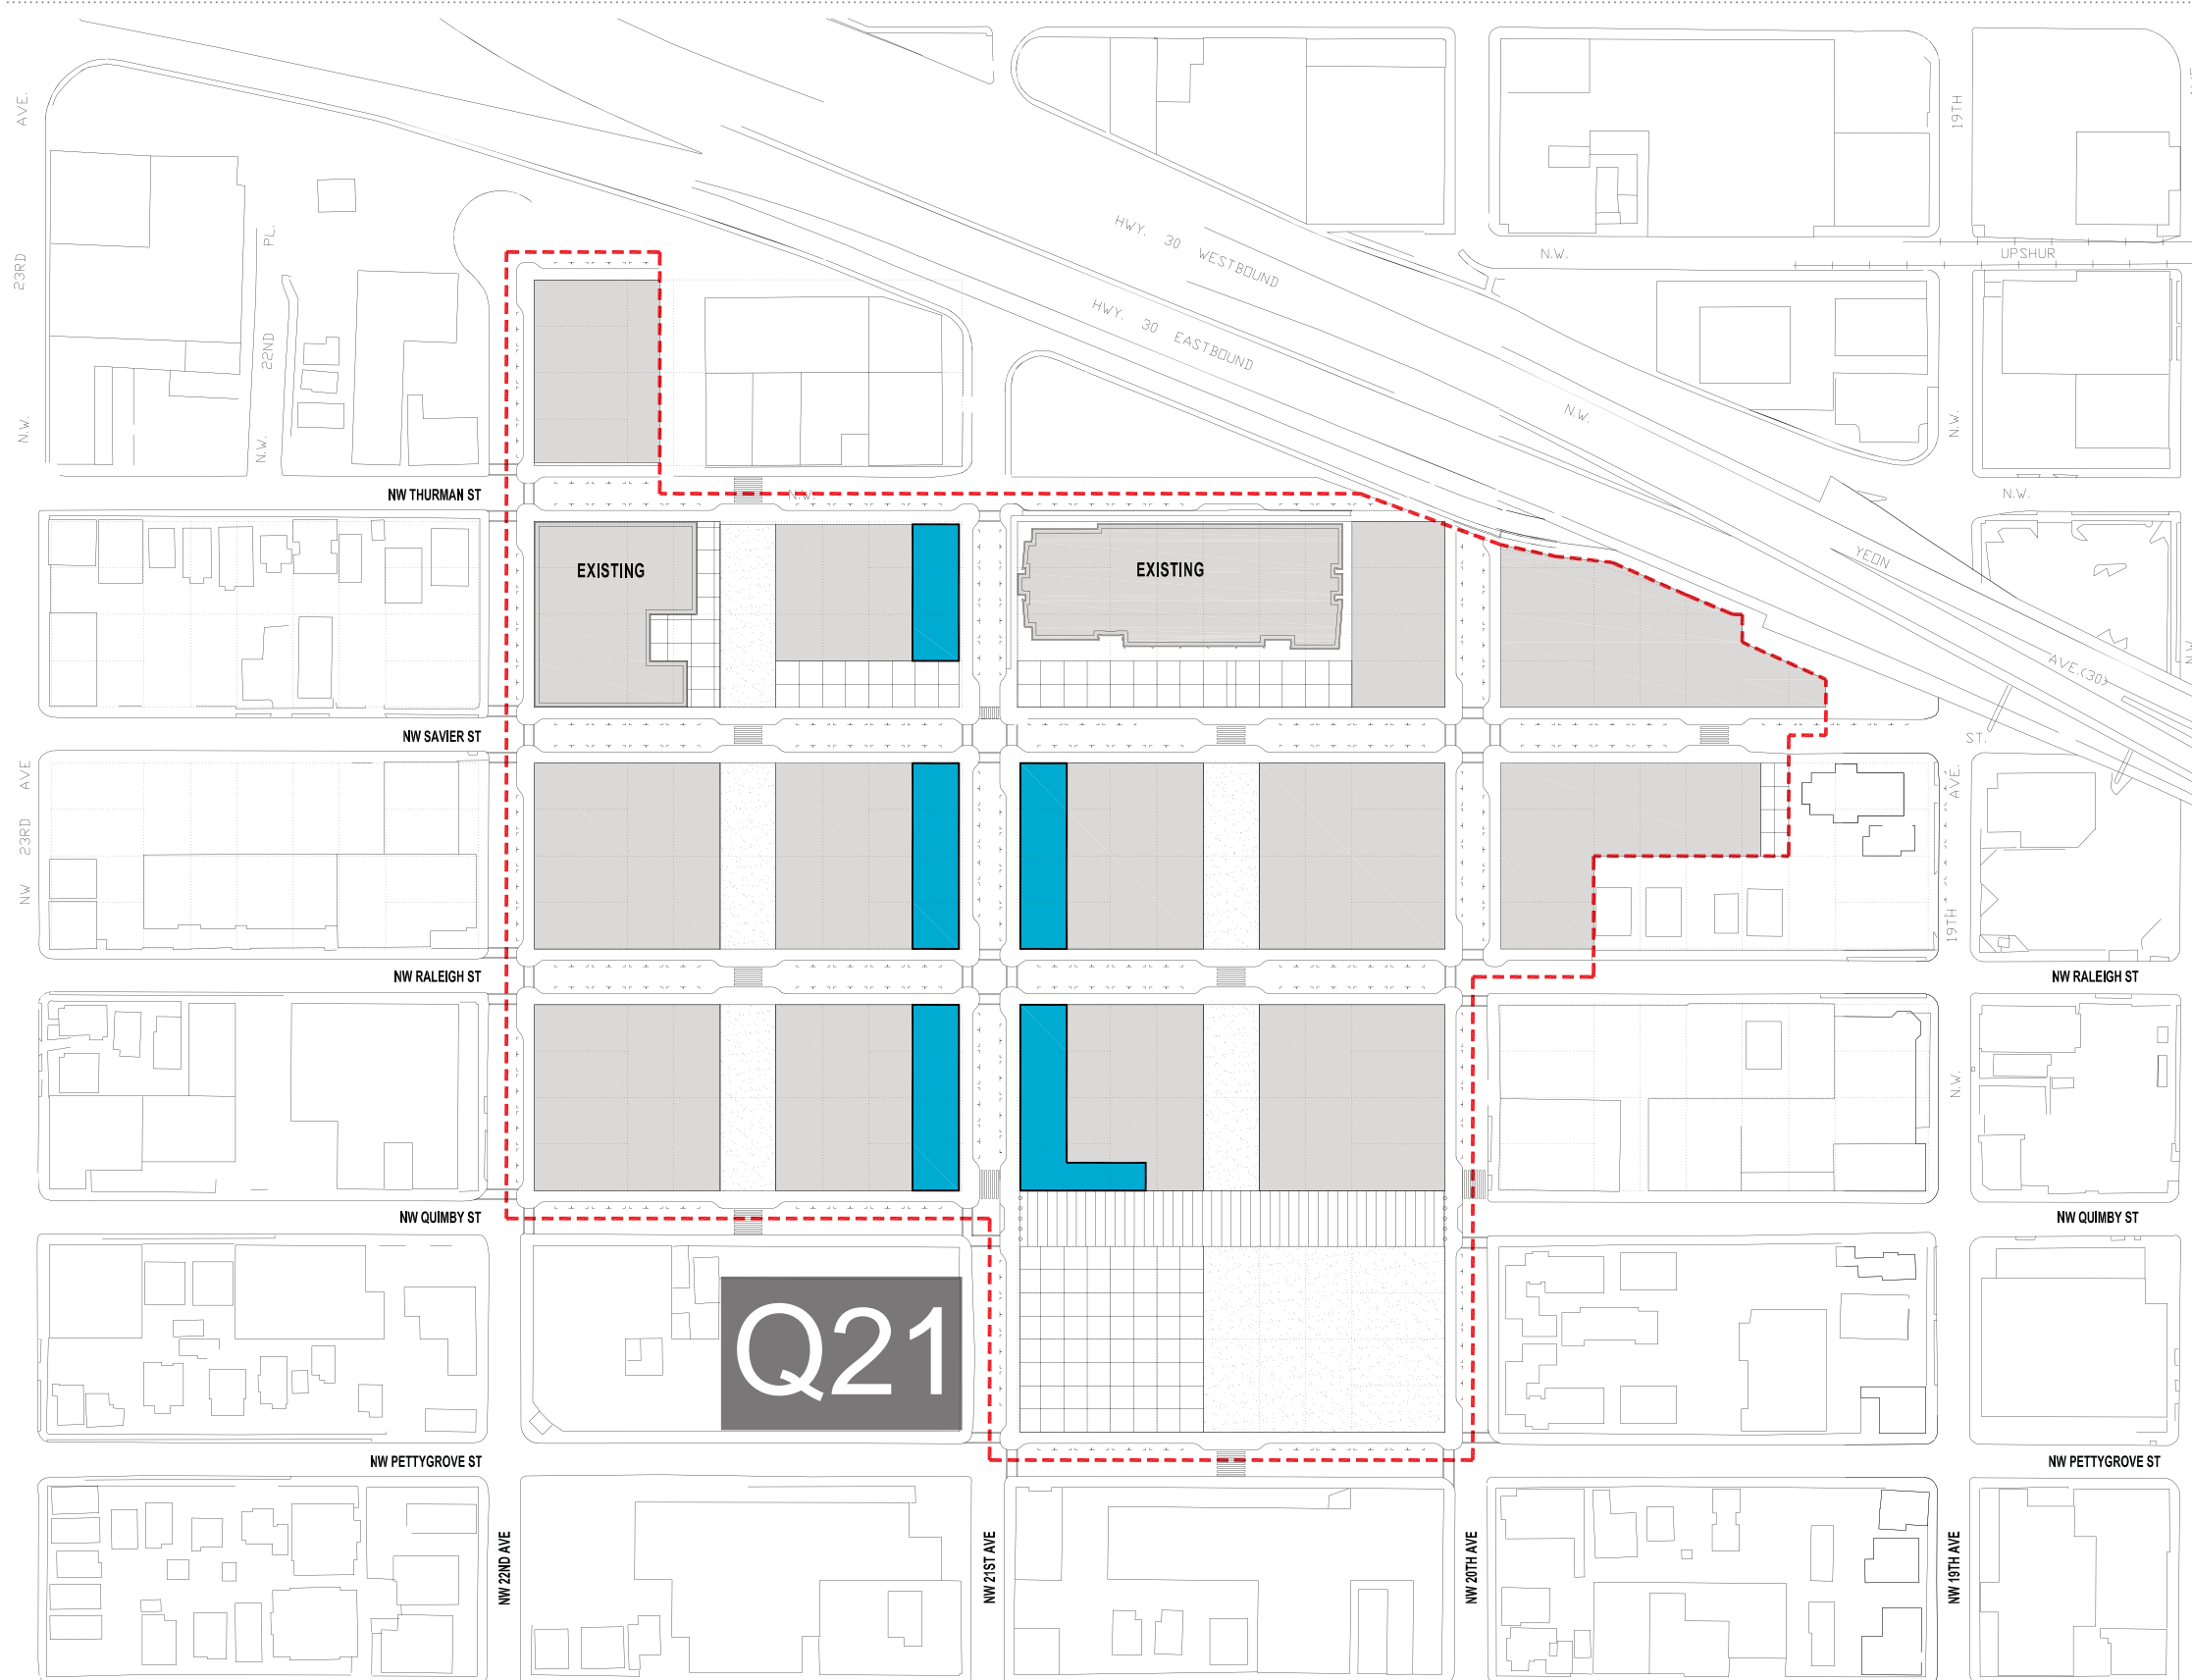 AVE.
19TH
23RD
PL.
HWY. 30 WESTBOUND
N.W.
UPSHUR
HWY. 30 EASTBOUND
22ND
N.W.
N.W.
N.W.
N.W.
NW THURMAN ST
N.W.
N.W.
EXISTING
EXISTING
YEON
AVE.(30)
NW SAVIER ST
ST.
NW 23RD AVE
AVE.
19TH
NW RALEIGH ST
NW RALEIGH ST
N.W.
NW QUIMBY ST
NW QUIMBY ST
Q21
NW PETTYGROVE ST
NW PETTYGROVE ST
NW 22ND AVE
NW 21ST AVE
NW 20TH AVE
NW 19TH AVE